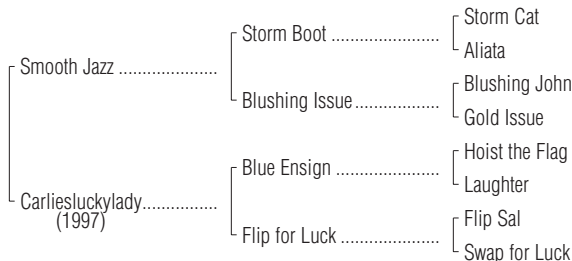 Storm Cat
Storm Boot ........................
Aliata
Smooth Jazz ......................
Blushing John
Blushing Issue...................
Gold Issue
Hoist the Flag
Blue Ensign .......................
Laughter
Carliesluckylady.................
(1997)
Flip Sal
Flip for Luck ......................
Swap for Luck